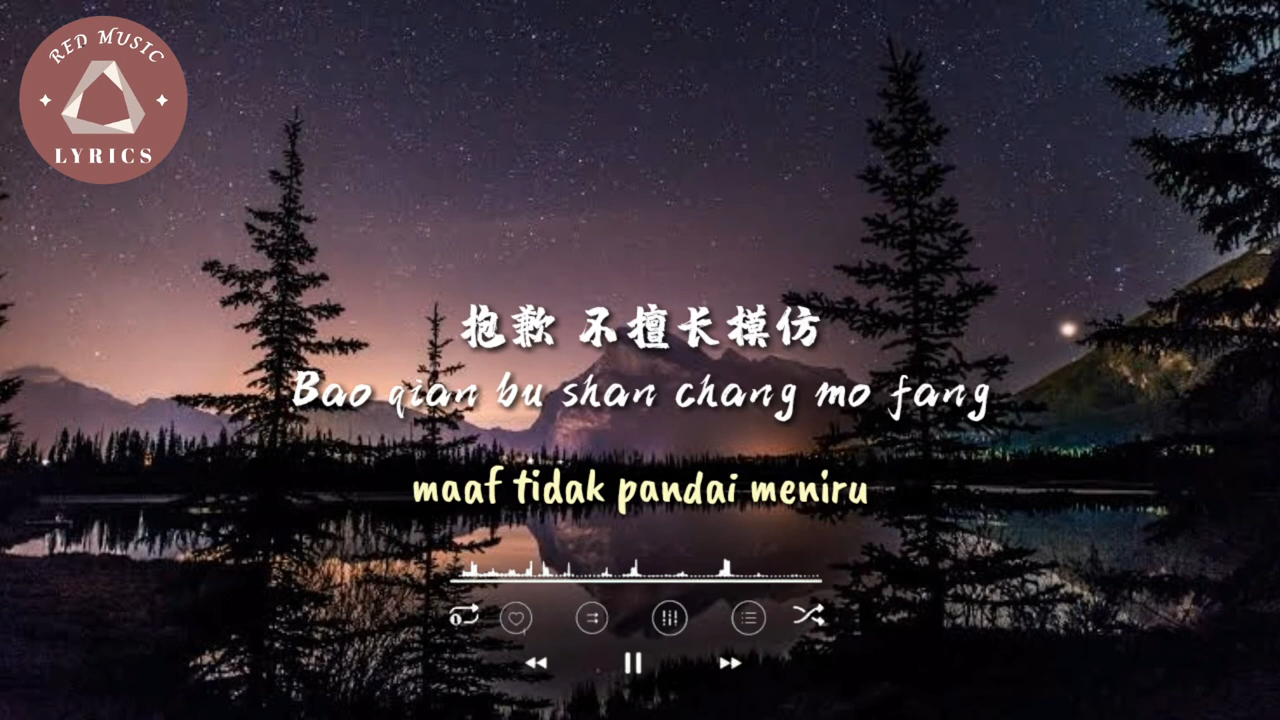 RED MUSIC
LYRICS
抱歉 不擅长模仿
Bao qian bu shan chang mo fang
maaf tidak pandai meniru